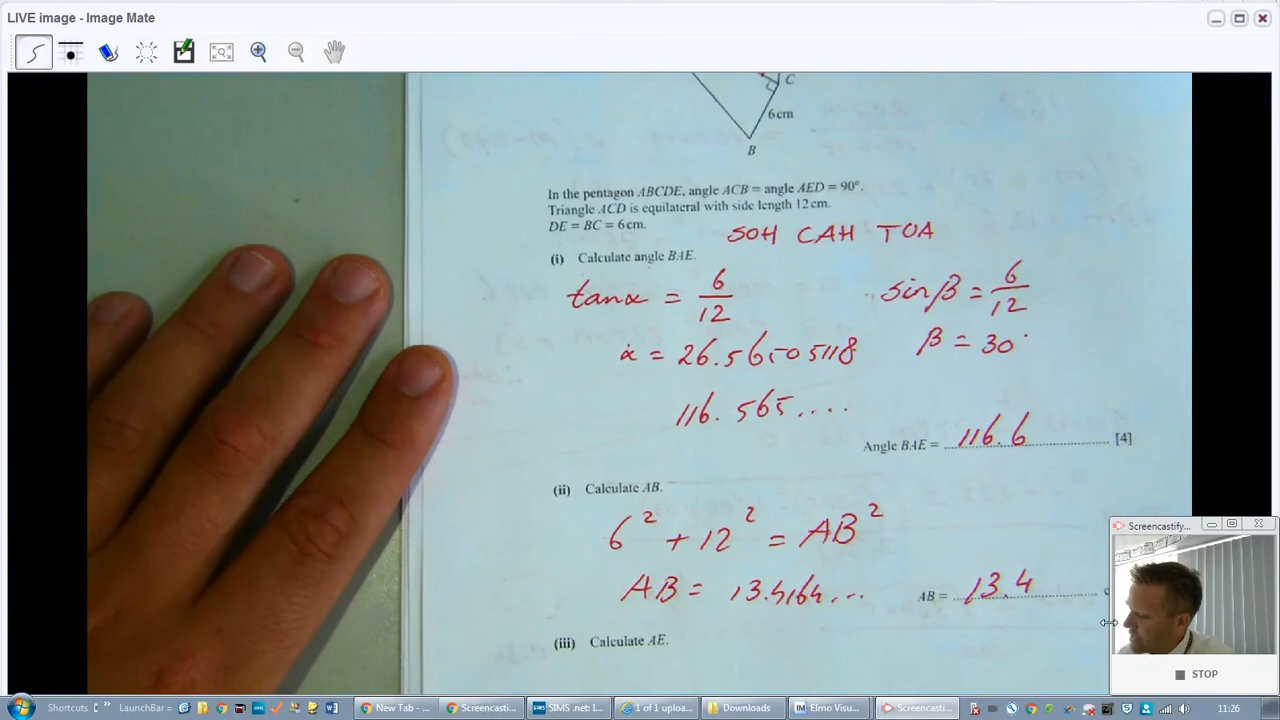 LIVE image - Image Mate
C
6cm
B
In the pentagon ABCDE, angle ACB = angle AED = 90°.
Triangle ACD is equilateral with side length 12 cm.
DE = BC = 6cm.
SOH CAH TOA
(i) Calculate angle BAE.
tanα = 6/12
sinβ = 6/12
α = 26.56505118
β = 30°
116.565....
Angle BAE = 116.6 [4]
(ii) Calculate AB.
6² + 12² = AB²
AB = 13.4164...
AB = 13.4
(iii) Calculate AE.
Screencastify...
STOP
Shortcuts
LaunchBar
New Tab - ...
Screencasti...
SIMS .net: I...
1 of 1 uploa...
Downloads
Elmo Visu...
Screencasti...
11:26